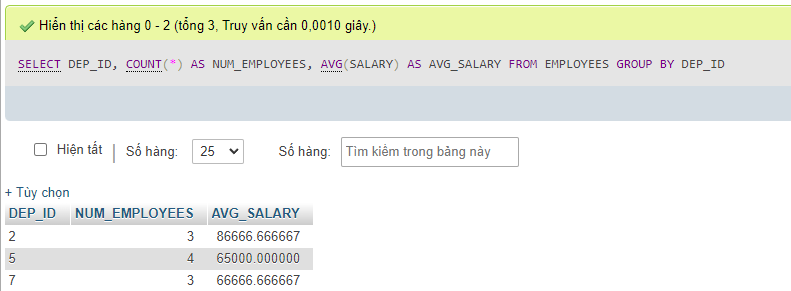 Hiển thị các hàng 0 - 2 (tổng 3, Truy vấn cần 0,0010 giây.)
SELECT DEP_ID, COUNT(*) AS NUM_EMPLOYEES, AVG(SALARY) AS AVG_SALARY FROM EMPLOYEES GROUP BY DEP_ID
Hiện tất | Số hàng: 25 Số hàng: Tìm kiếm trong bảng này
+ Tùy chọn
DEP_ID NUM_EMPLOYEES AVG_SALARY
2 3 86666.666667
5 4 65000.000000
7 3 66666.666667